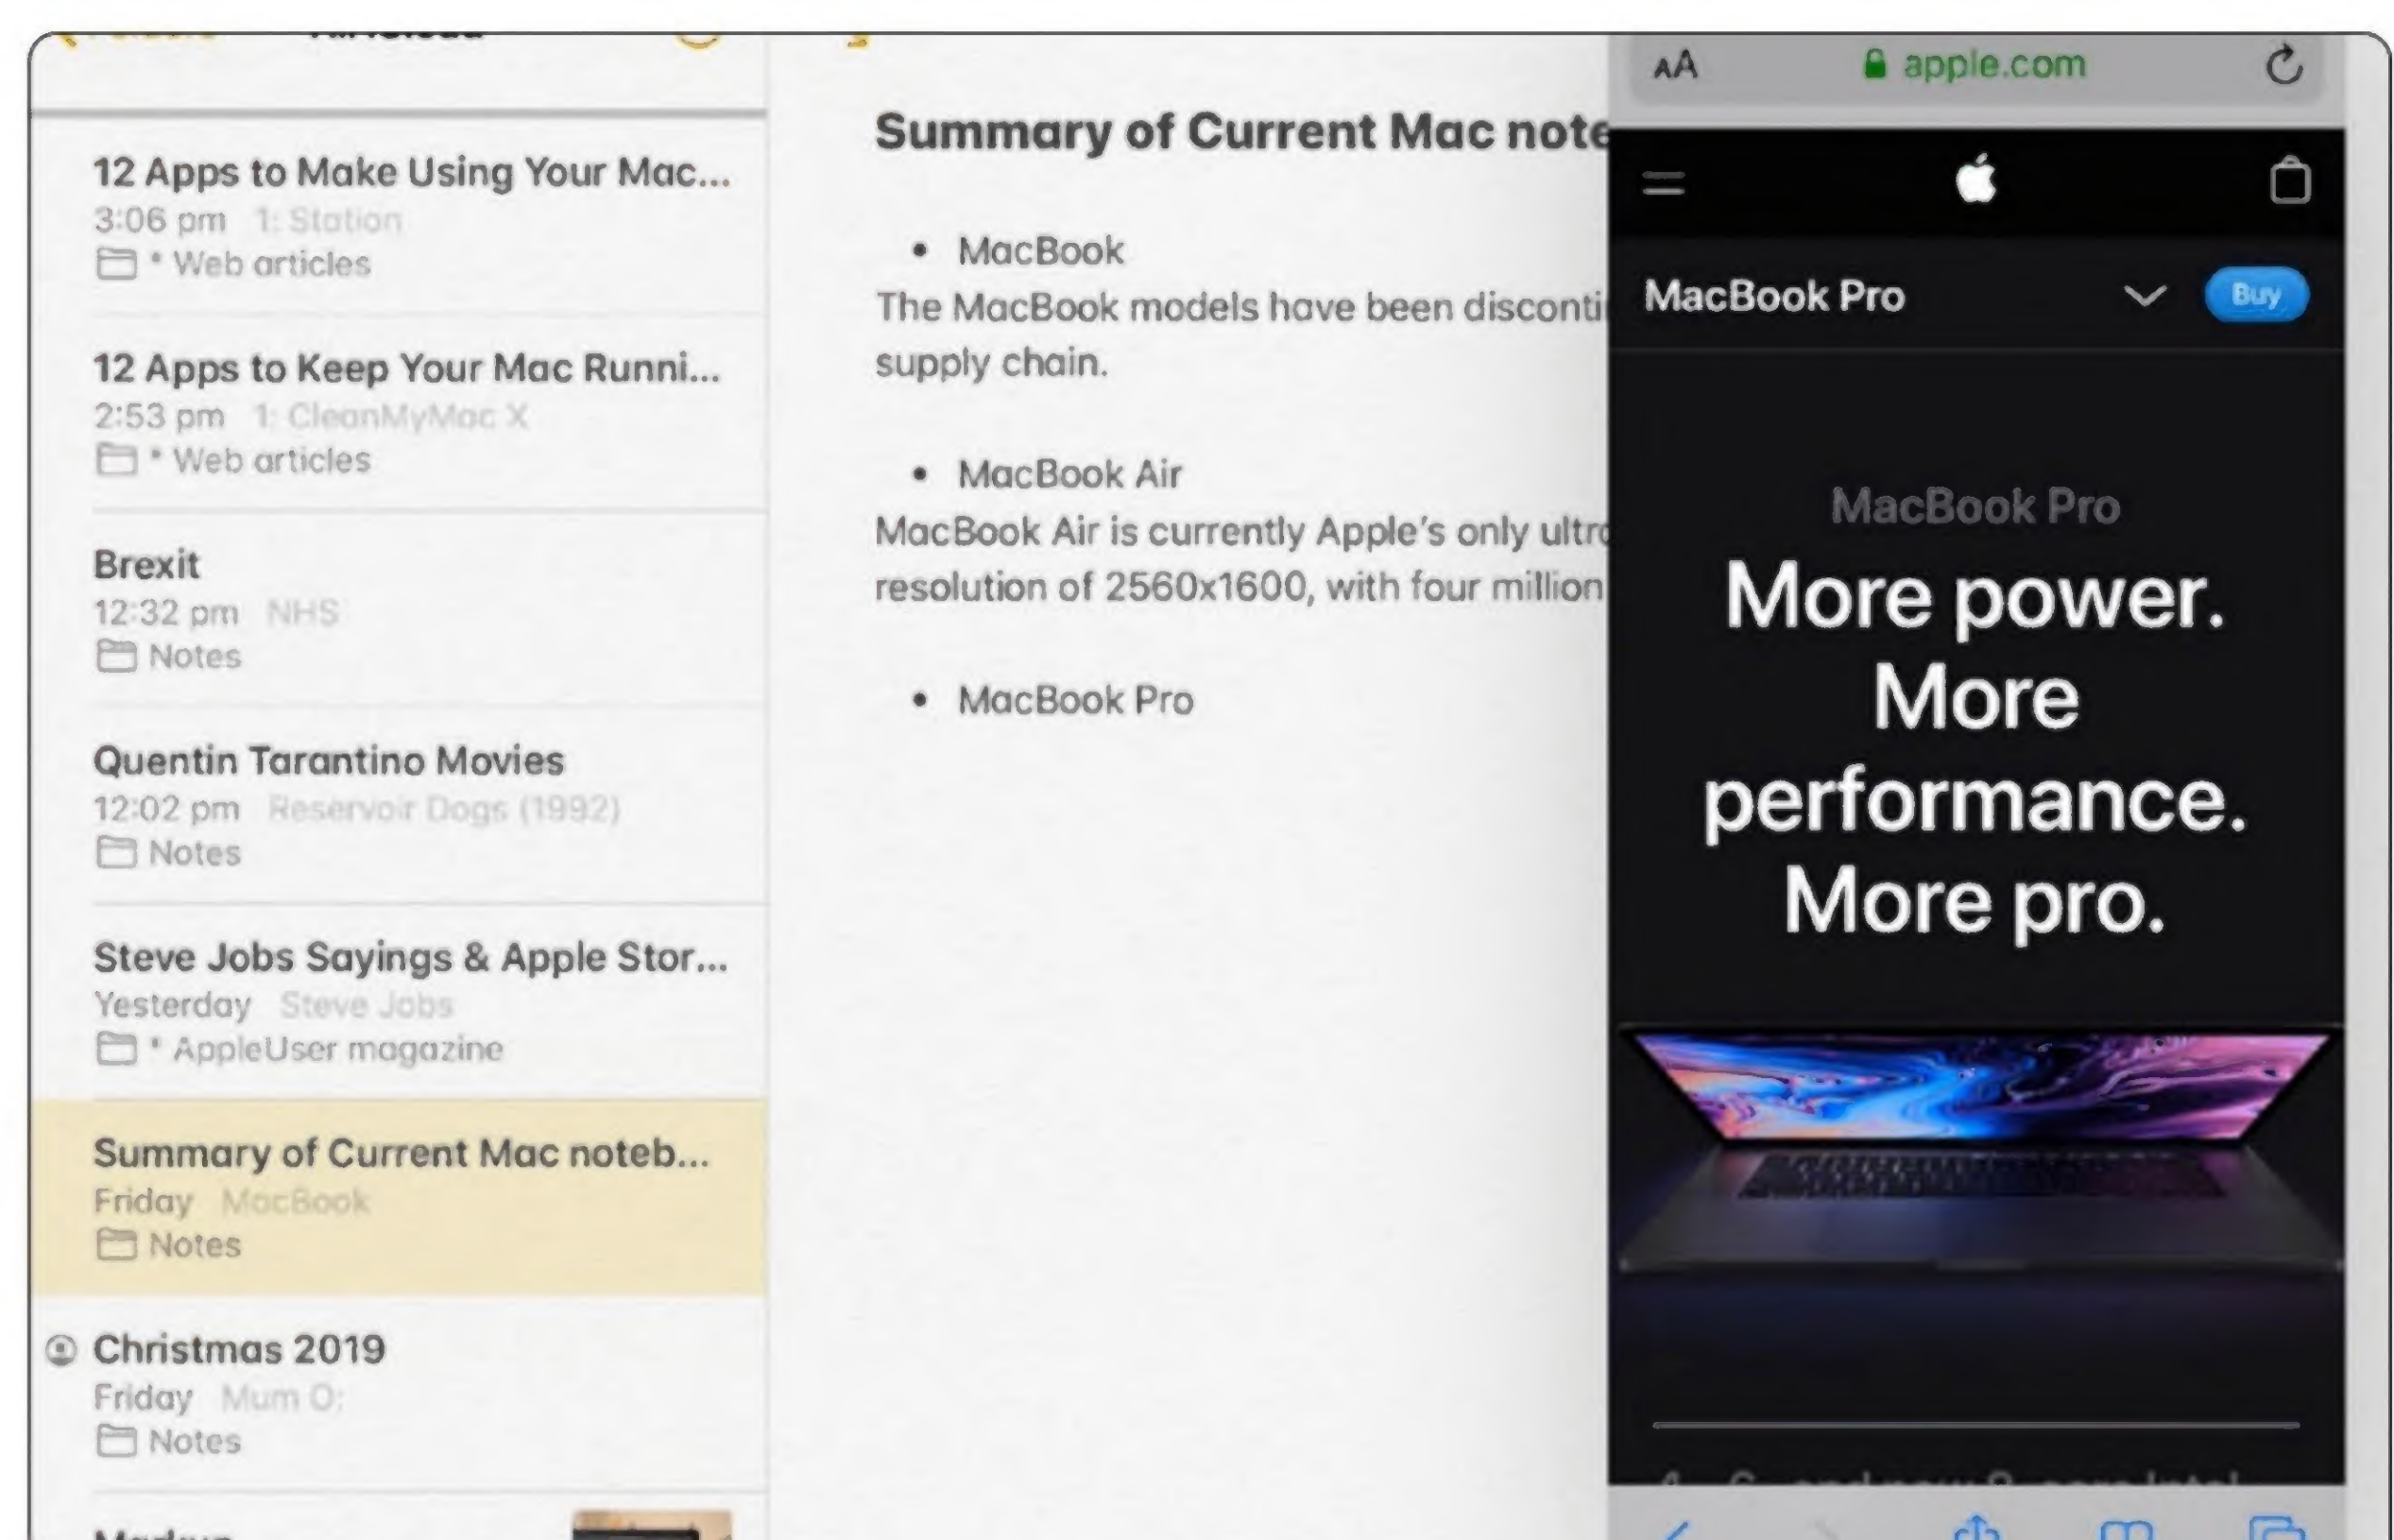 12 Apps to Make Using Your Mac...
3:06 pm 1: Station
* Web articles
12 Apps to Keep Your Mac Runni...
2:53 pm 1: CleanMyMac X
* Web articles
Brexit
12:32 pm NHS
Notes
Quentin Tarantino Movies
12:02 pm Reservoir Dogs (1992)
Notes
Steve Jobs Sayings & Apple Stor...
Yesterday Steve Jobs
* AppleUser magazine
Summary of Current Mac noteb...
Friday MacBook
Notes
Christmas 2019
Friday Mum O:
Notes
Summary of Current Mac note
• MacBook
The MacBook models have been disconti
supply chain.
• MacBook Air
MacBook Air is currently Apple's only ultra
resolution of 2560x1600, with four million
• MacBook Pro
AA apple.com
MacBook Pro Buy
MacBook Pro
More power.
More
performance.
More pro.